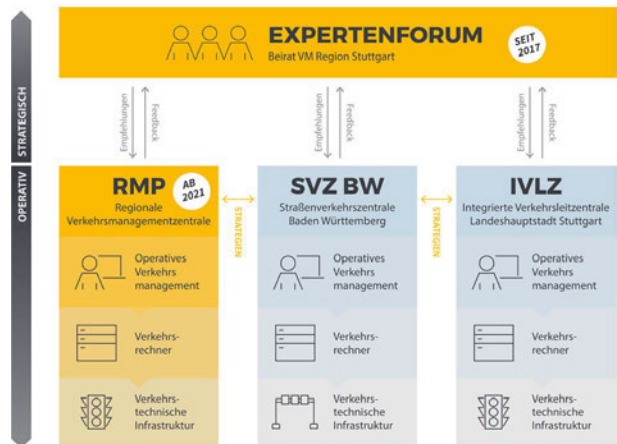 EXPERTENFORUM
Beirat VM Region Stuttgart
SEIT
2017
STRATEGISCH
OPERATIV
Empfehlungen
Feedback
Empfehlungen
Feedback
Empfehlungen
Feedback
RMP
AB
2021
Regionale
Verkehrsmanagementzentrale
STRATEGIEN
SVZ BW
Straßenverkehrszentrale
Baden Württemberg
STRATEGIEN
IVLZ
Integrierte Verkehrsleitzentrale
Landeshauptstadt Stuttgart
Operatives
Verkehrs
management
Operatives
Verkehrs
management
Operatives
Verkehrs
management
Verkehrs-
rechner
Verkehrs-
rechner
Verkehrs-
rechner
Verkehrs-
technische
Infrastruktur
Verkehrs-
technische
Infrastruktur
Verkehrs-
technische
Infrastruktur